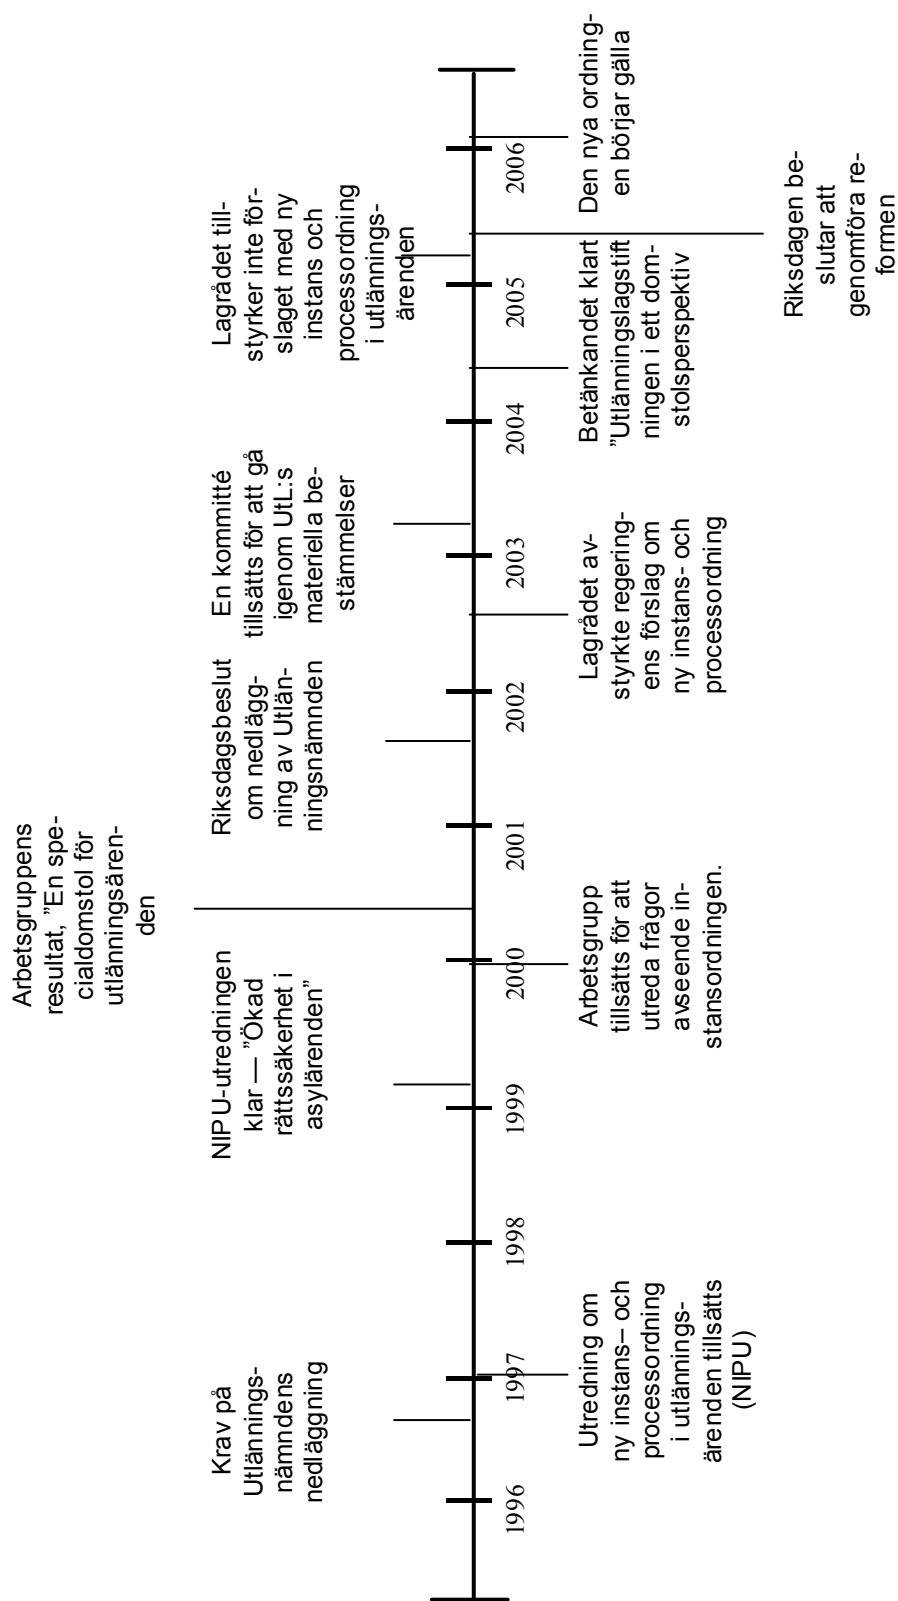 Arbetsgruppens
resultat, ”En spe-
cialdomstol för
utlänningsären-
den
Krav på
Utlännings-
nämndens
nedläggning
NIPU-utredningen
klar — ”Ökad
rättssäkerhet i
asylärenden”
Riksdagsbeslut
om nedlägg-
ning av Utlän-
ningsnämnden
En kommitté
tillsätts för att gå
igenom UtL:s
materiella be-
stämmelser
Lagrådet till-
styrker inte för-
slaget med ny
instans och
processordning
i utlännings-
ärenden
1996
1997
1998
1999
2000
2001
2002
2003
2004
2005
2006
Utredning om
ny instans– och
processordning
i utlännings-
ärenden tillsätts
(NIPU)
Arbetsgrupp
tillsätts för att
utreda frågor
avseende in-
stansordningen.
Lagrådet av-
styrkte regering-
ens förslag om
ny instans- och
processordning
Betänkandet klart
”Utlänningslagstift
ningen i ett dom-
stolsperspektiv
Den nya ordning-
en börjar gälla
Riksdagen be-
slutar att
genomföra re-
formen